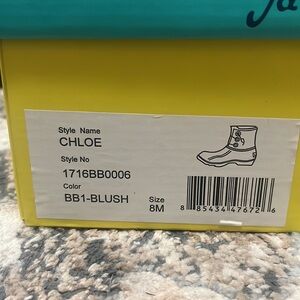 Style Name
CHLOE
Style No
1716BB0006
Color
BB1-BLUSH
Size
8M
8 85434 47672 6